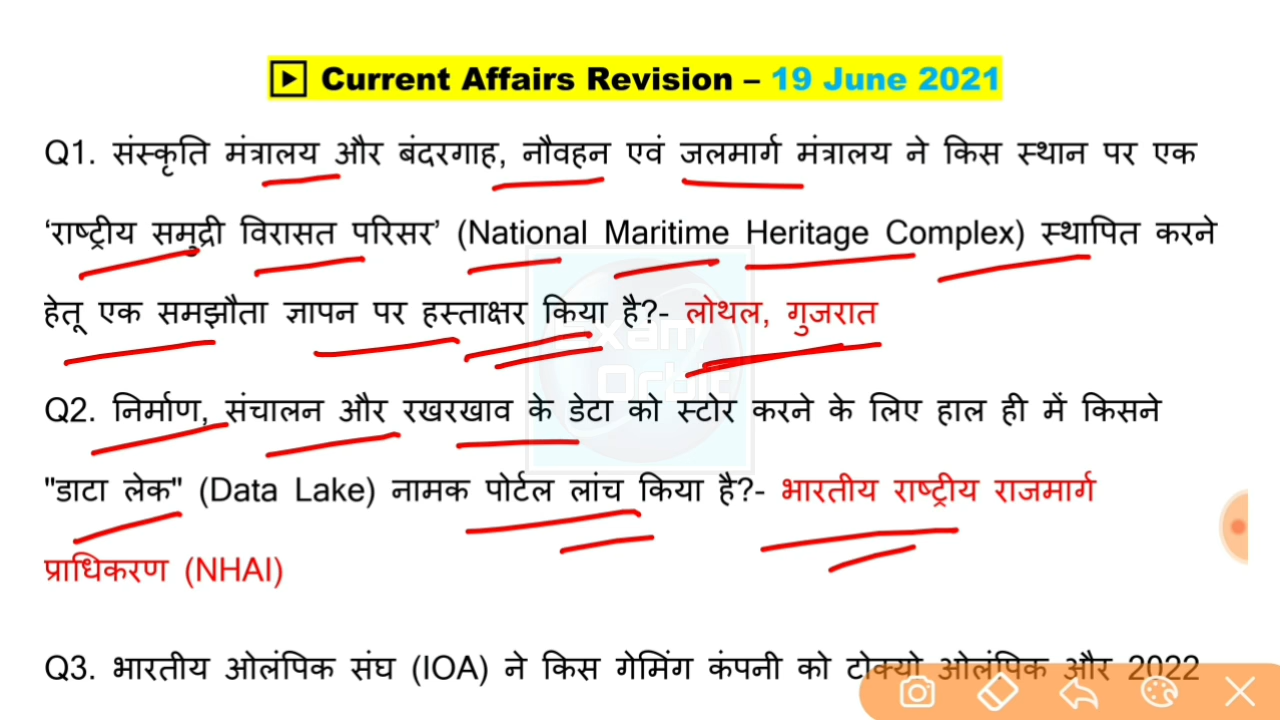 Current Affairs Revision – 19 June 2021
Q1. संस्कृति मंत्रालय और बंदरगाह, नौवहन एवं जलमार्ग मंत्रालय ने किस स्थान पर एक
‘राष्ट्रीय समुद्री विरासत परिसर’ (National Maritime Heritage Complex) स्थापित करने
हेतू एक समझौता ज्ञापन पर हस्ताक्षर किया है?- लोथल, गुजरात
Exam
Orbit
Q2. निर्माण, संचालन और रखरखाव के डेटा को स्टोर करने के लिए हाल ही में किसने
"डाटा लेक" (Data Lake) नामक पोर्टल लांच किया है?- भारतीय राष्ट्रीय राजमार्ग
प्राधिकरण (NHAI)
Q3. भारतीय ओलंपिक संघ (IOA) ने किस गेमिंग कंपनी को टोक्यो ओलंपिक और 2022